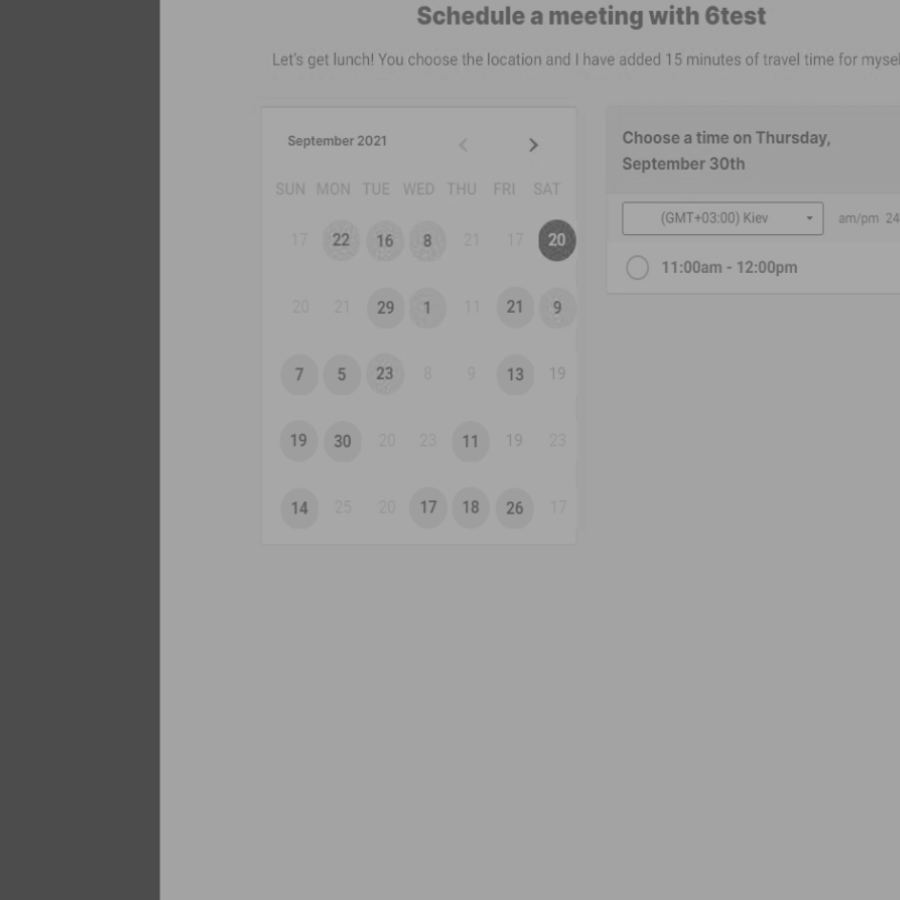 Schedule a meeting with 6test
Let's get lunch! You choose the location and I have added 15 minutes of travel time for mysel
September 2021
SUN MON TUE WED THU FRI SAT
17 22 16 8 21 17 20
20 21 29 1 11 21 9
7 5 23 8 9 13 19
19 30 20 23 11 19 23
14 25 20 17 18 26 17
Choose a time on Thursday,
September 30th
(GMT+03:00) Kiev am/pm 24
11:00am - 12:00pm